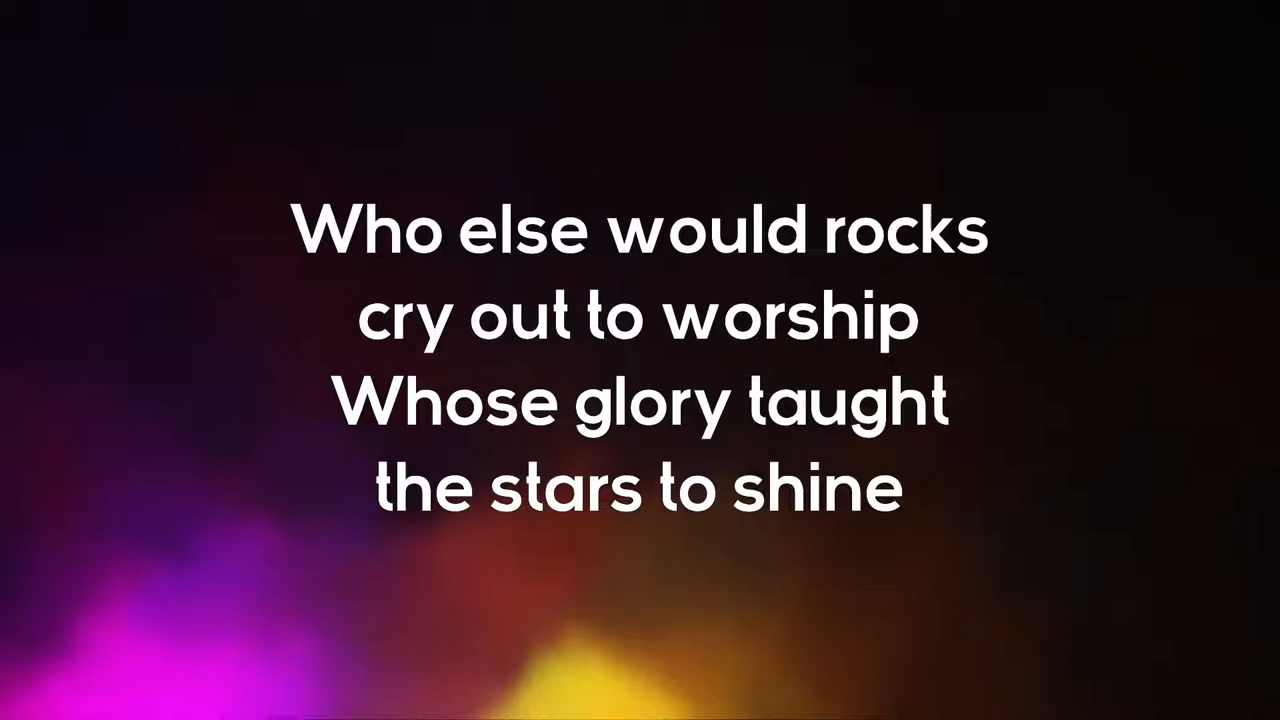 Who else would rocks
cry out to worship
Whose glory taught
the stars to shine